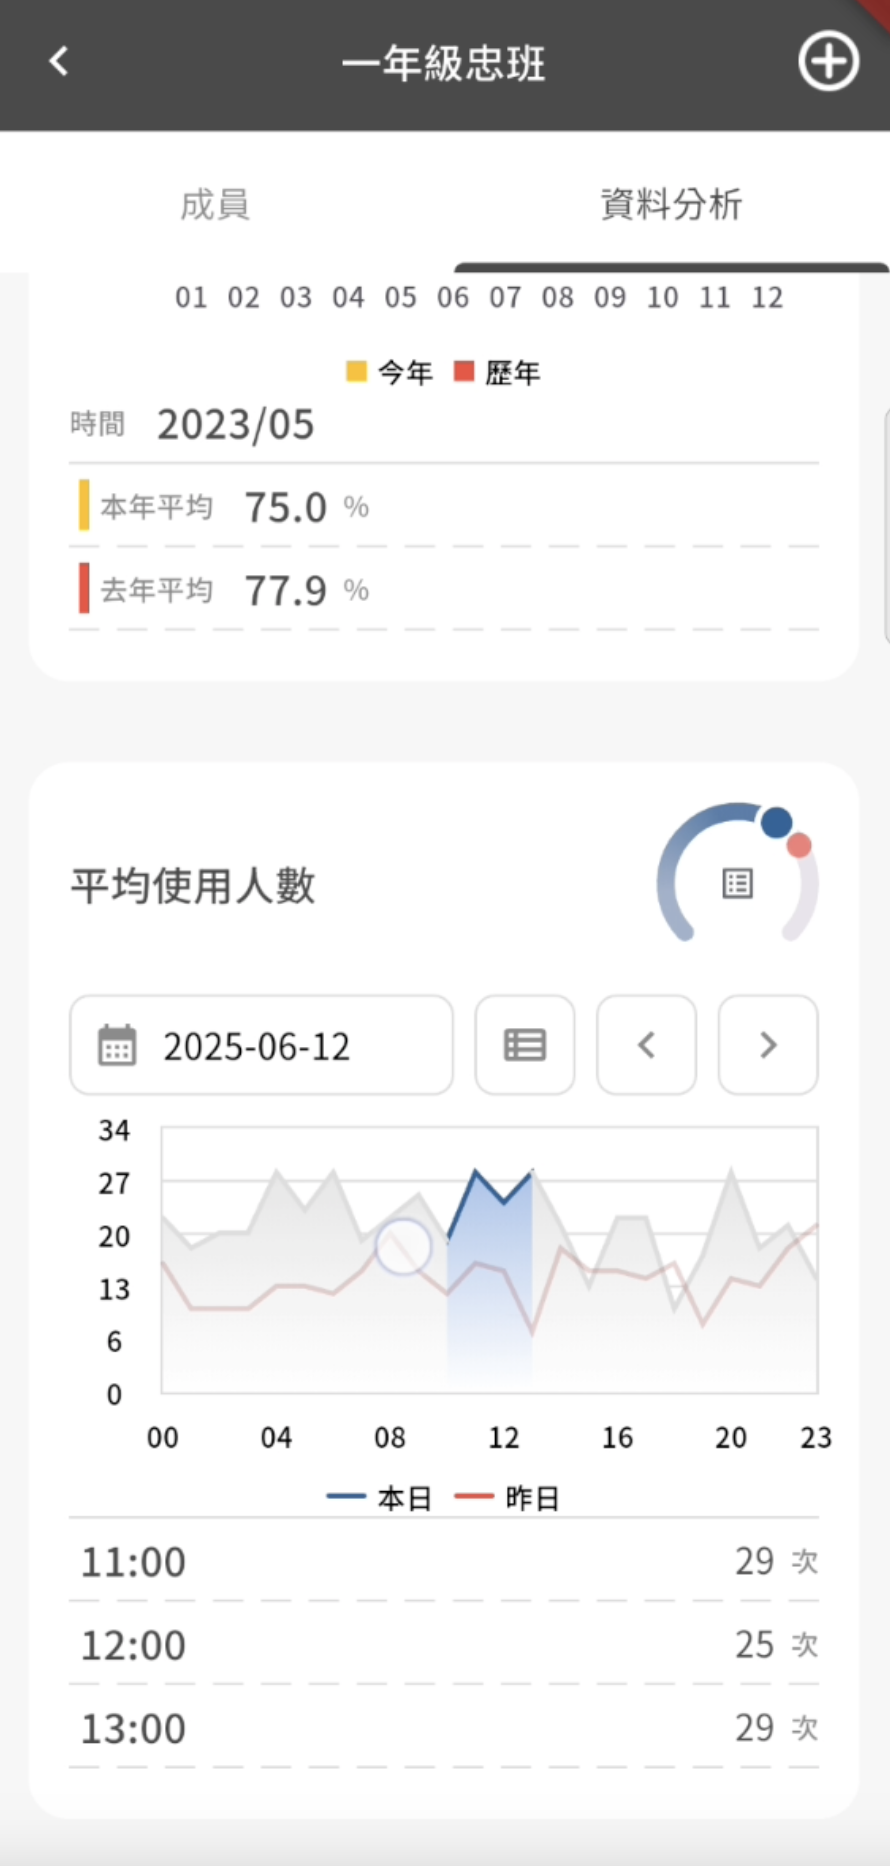 一年級忠班
成員 資料分析
01 02 03 04 05 06 07 08 09 10 11 12
今年 歷年
時間 2023/05
本年平均 75.0 %
去年平均 77.9 %
平均使用人數
2025-06-12
34
27
20
13
6
0
00 04 08 12 16 20 23
本日 昨日
11:00 29 次
12:00 25 次
13:00 29 次